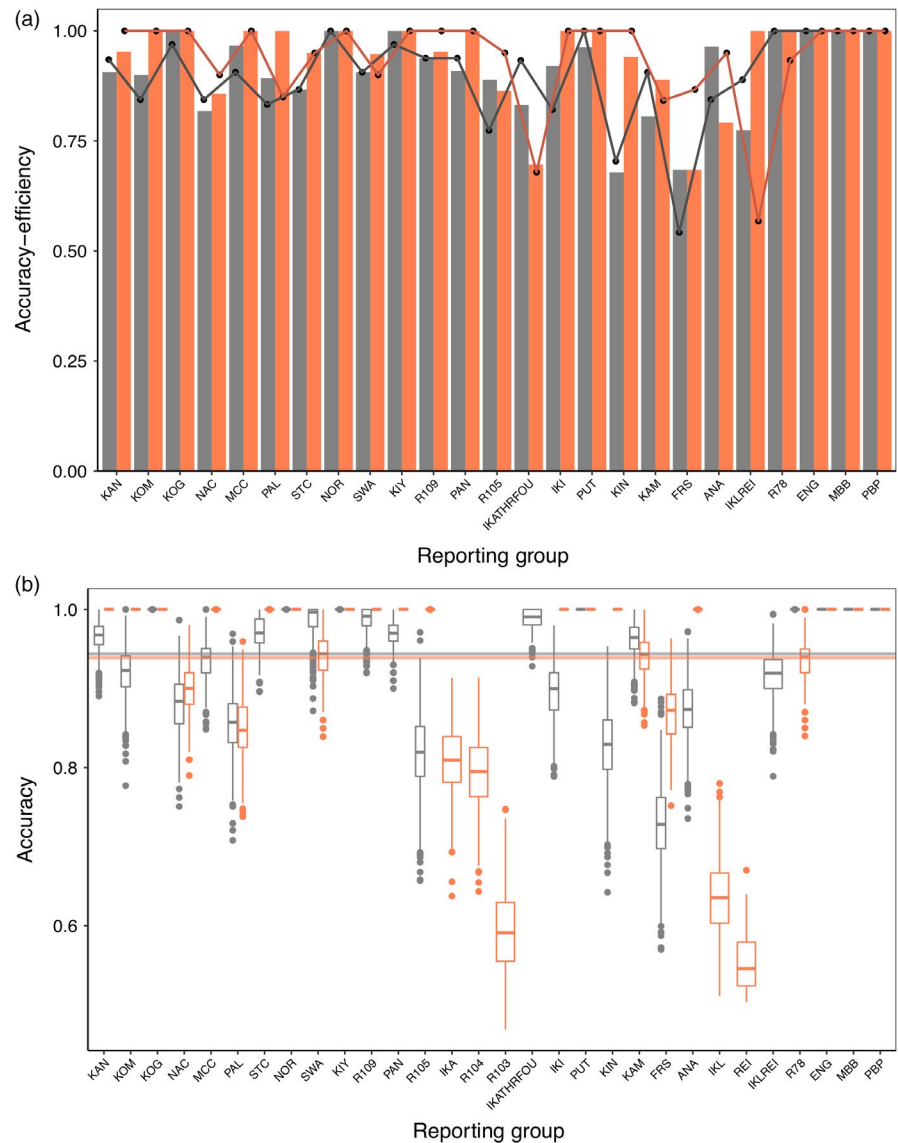 (a)
1.00
0.75
0.50
0.25
0.00
Accuracy−efficiency
KAN KOM KOG NAC MCC PAL STC NOR SWA KIY R109 PAN R105 IKATHRFOU IKI PUT KIN KAM FRS ANA IKLREI R78 ENG MBB PBP
Reporting group
(b)
1.0
0.8
0.6
Accuracy
KAN KOM KOG NAC MCC PAL STC NOR SWA KIY R109 PAN R105 IKA R104 R103 IKATHRFOU IKI PUT KIN KAM FRS ANA IKL REI IKLREI R78 ENG MBB PBP
Reporting group